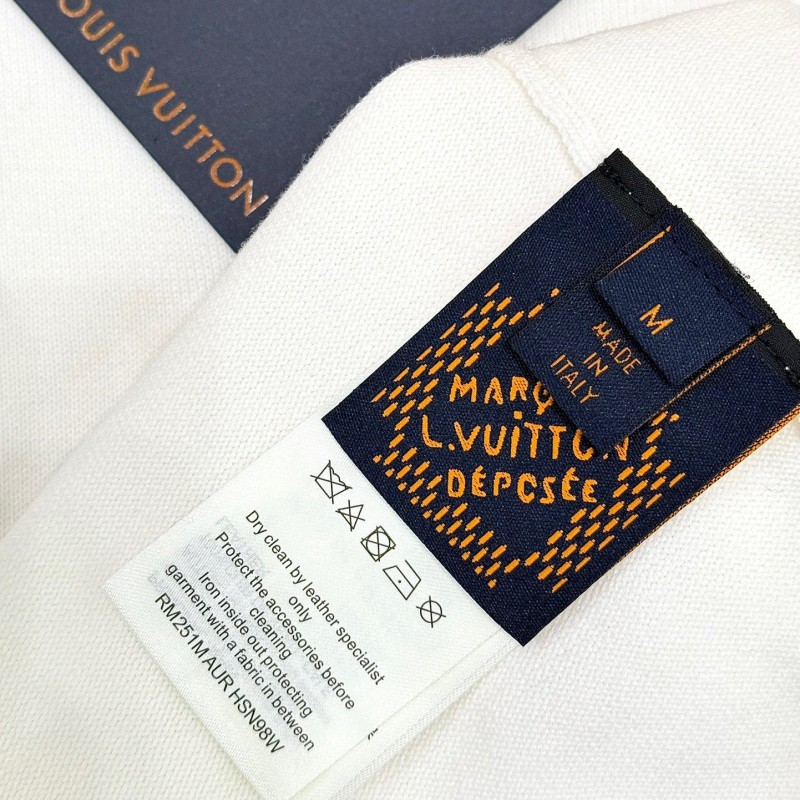 LOUIS VUITTON
M
MADE
IN
ITALY
MARQ
L.VUITTON
DÉPOSÉE
Dry clean by leather specialist
only
Protect the accessories before
cleaning
Iron inside out protecting
garment with a fabric in between
RM251M AUR HSN98W